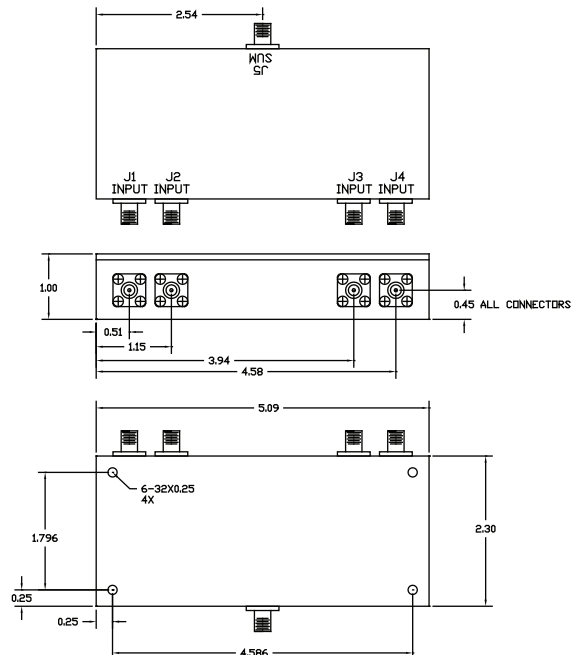 2.54
J5
SUM
J1 J2 J3 J4
INPUT INPUT INPUT INPUT
1.00
0.45 ALL CONNECTORS
0.51
1.15
3.94
4.58
5.09
6-32X0.25
4X
1.796
2.30
0.25
0.25
4.586